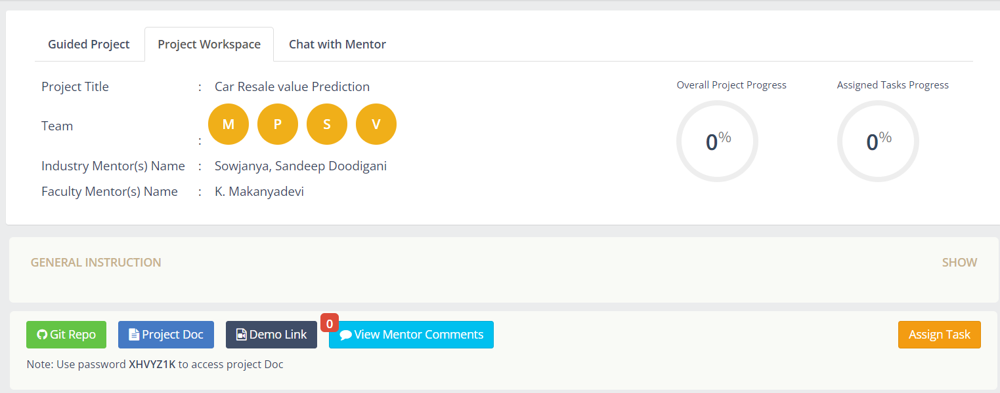 Guided Project Project Workspace Chat with Mentor
Project Title : Car Resale value Prediction
Overall Project Progress Assigned Tasks Progress
Team : M P S V
0% 0%
Industry Mentor(s) Name : Sowjanya, Sandeep Doodigani
Faculty Mentor(s) Name : K. Makanyadevi
GENERAL INSTRUCTION SHOW
Git Repo Project Doc Demo Link 0 View Mentor Comments Assign Task
Note: Use password XHVYZ1K to access project Doc